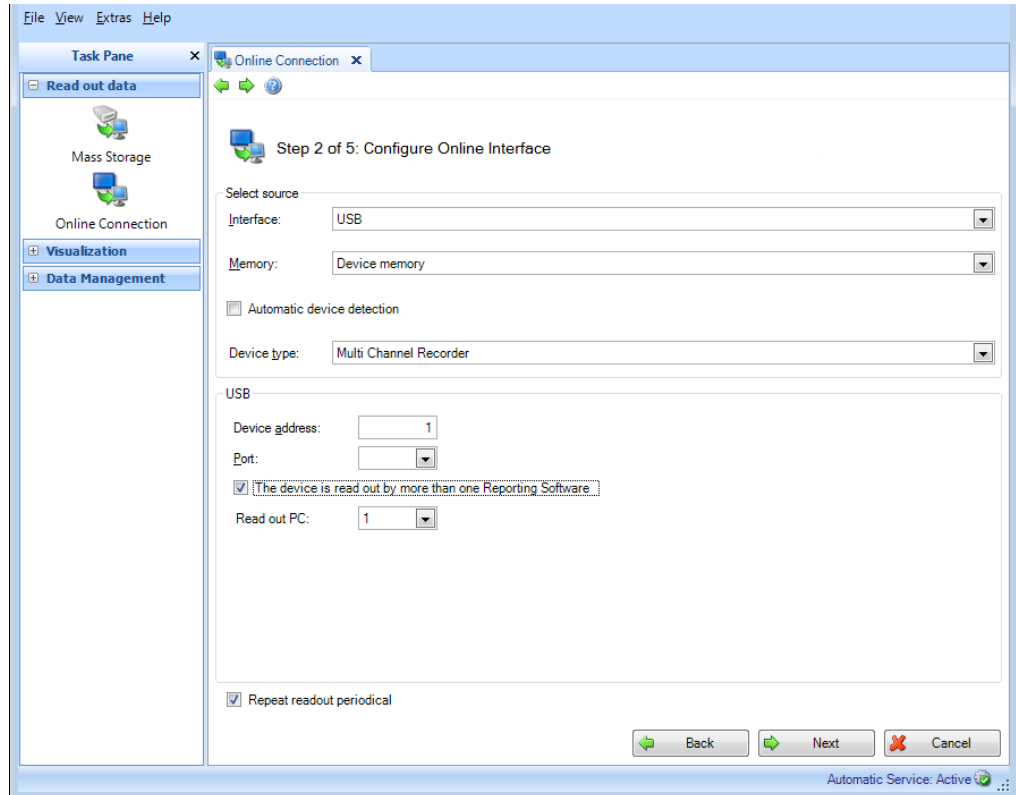 File View Extras Help
Task Pane
Read out data
Mass Storage
Online Connection
Visualization
Data Management
Online Connection
Step 2 of 5: Configure Online Interface
Select source
Interface: USB
Memory: Device memory
Automatic device detection
Device type: Multi Channel Recorder
USB
Device address: 1
Port:
The device is read out by more than one Reporting Software
Read out PC: 1
Repeat readout periodical
Back Next Cancel
Automatic Service: Active